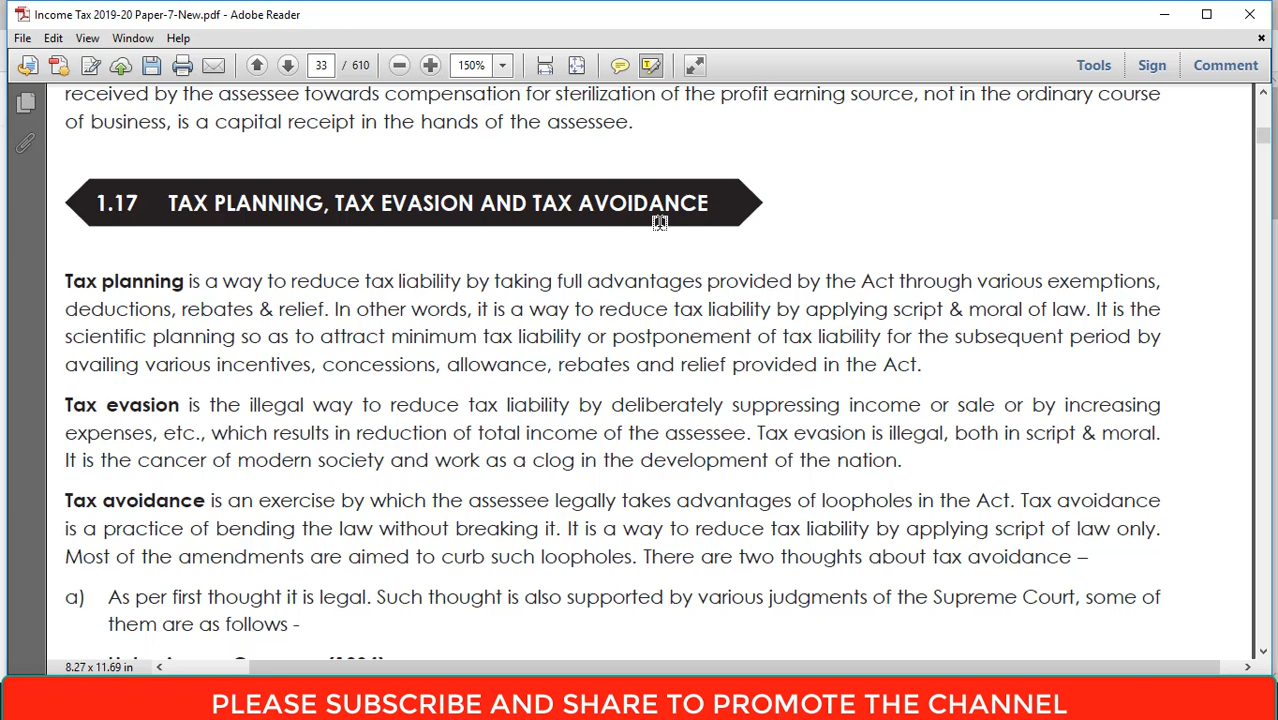 Income Tax 2019-20 Paper-7-New.pdf - Adobe Reader
File Edit View Window Help
33 / 610 150% Tools Sign Comment
received by the assessee towards compensation for sterilization of the profit earning source, not in the ordinary course
of business, is a capital receipt in the hands of the assessee.
1.17 TAX PLANNING, TAX EVASION AND TAX AVOIDANCE
Tax planning is a way to reduce tax liability by taking full advantages provided by the Act through various exemptions,
deductions, rebates & relief. In other words, it is a way to reduce tax liability by applying script & moral of law. It is the
scientific planning so as to attract minimum tax liability or postponement of tax liability for the subsequent period by
availing various incentives, concessions, allowance, rebates and relief provided in the Act.
Tax evasion is the illegal way to reduce tax liability by deliberately suppressing income or sale or by increasing
expenses, etc., which results in reduction of total income of the assessee. Tax evasion is illegal, both in script & moral.
It is the cancer of modern society and work as a clog in the development of the nation.
Tax avoidance is an exercise by which the assessee legally takes advantages of loopholes in the Act. Tax avoidance
is a practice of bending the law without breaking it. It is a way to reduce tax liability by applying script of law only.
Most of the amendments are aimed to curb such loopholes. There are two thoughts about tax avoidance –
a) As per first thought it is legal. Such thought is also supported by various judgments of the Supreme Court, some of
them are as follows -
8.27 x 11.69 in
PLEASE SUBSCRIBE AND SHARE TO PROMOTE THE CHANNEL